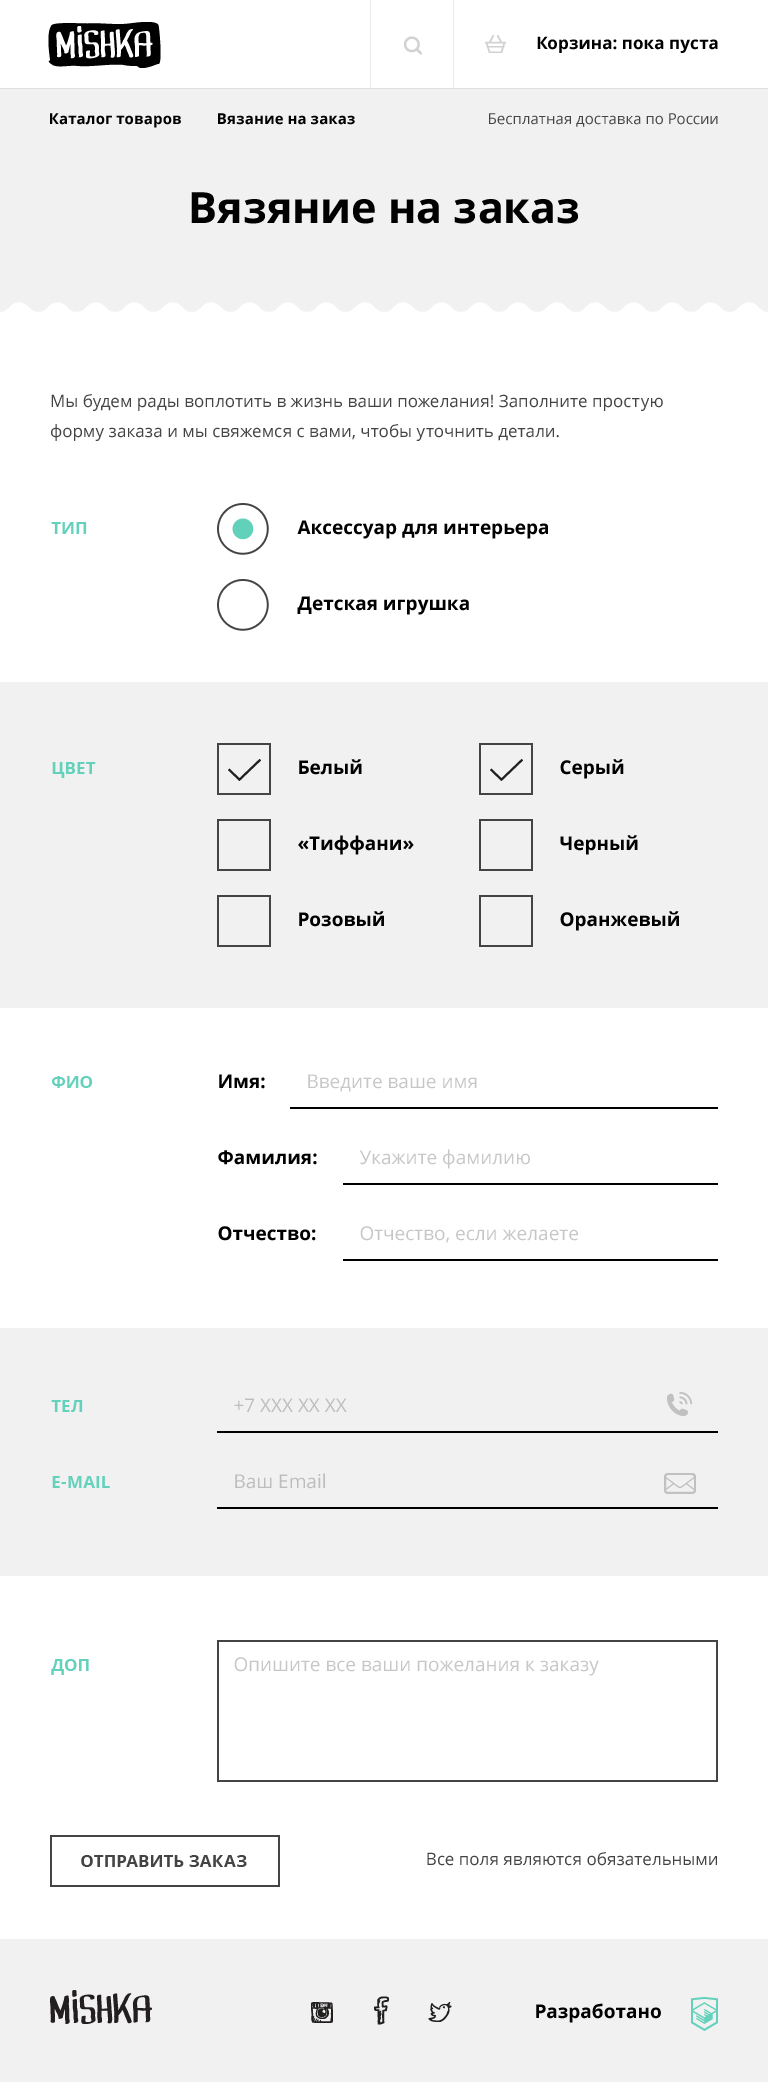 MiSHKA
Корзина: пока пуста
Каталог товаров
Вязание на заказ
Бесплатная доставка по России
Вязяние на заказ
Мы будем рады воплотить в жизнь ваши пожелания! Заполните простую
форму заказа и мы свяжемся с вами, чтобы уточнить детали.
ТИП
Аксессуар для интерьера
Детская игрушка
ЦВЕТ
Белый
Серый
«Тиффани»
Черный
Розовый
Оранжевый
ФИО
Имя:
Введите ваше имя
Фамилия:
Укажите фамилию
Отчество:
Отчество, если желаете
ТЕЛ
+7 XXX XX XX
E-MAIL
Ваш Email
ДОП
Опишите все ваши пожелания к заказу
ОТПРАВИТЬ ЗАКАЗ
Все поля являются обязательными
MiSHKA
Разработано